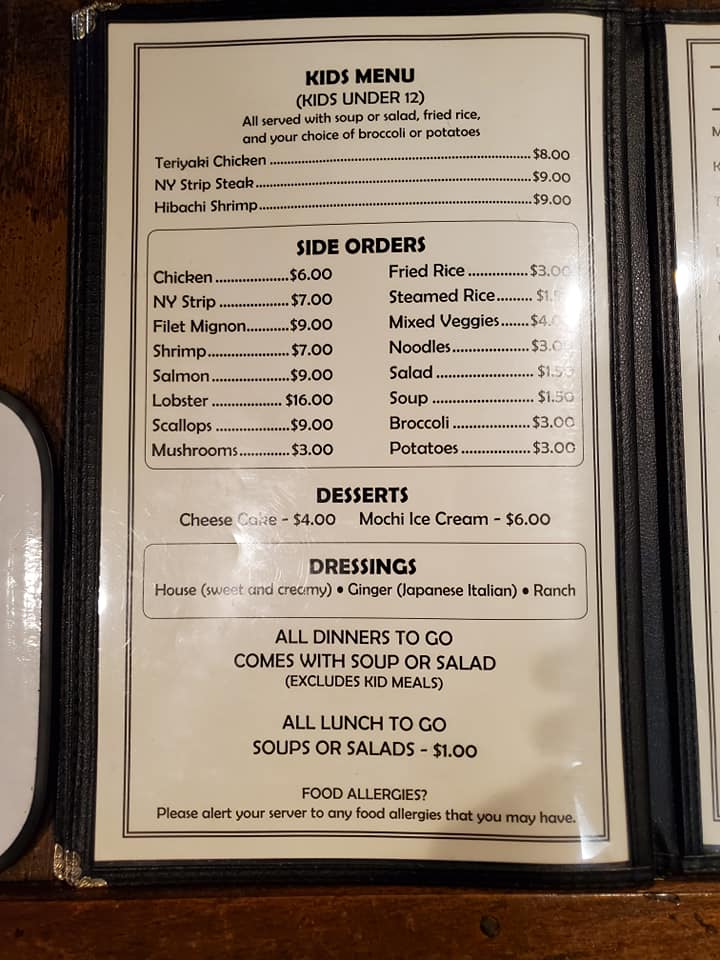 KIDS MENU
(KIDS UNDER 12)
All served with soup or salad, fried rice,
and your choice of broccoli or potatoes
Teriyaki Chicken ........ $8.00
NY Strip Steak ........ $9.00
Hibachi Shrimp ........ $9.00
SIDE ORDERS
Chicken ........ $6.00
NY Strip ........ $7.00
Filet Mignon ........ $9.00
Shrimp ........ $7.00
Salmon ........ $9.00
Lobster ........ $16.00
Scallops ........ $9.00
Mushrooms ........ $3.00
Fried Rice ........ $3.00
Steamed Rice ........
Mixed Veggies ........
Noodles ........ $3.00
Salad ........ $1.50
Soup ........ $1.50
Broccoli ........ $3.00
Potatoes ........ $3.00
DESSERTS
Cheese Cake - $4.00 Mochi Ice Cream - $6.00
DRESSINGS
House (sweet and creamy) • Ginger (Japanese Italian) • Ranch
ALL DINNERS TO GO
COMES WITH SOUP OR SALAD
(EXCLUDES KID MEALS)
ALL LUNCH TO GO
SOUPS OR SALADS - $1.00
FOOD ALLERGIES?
Please alert your server to any food allergies that you may have.